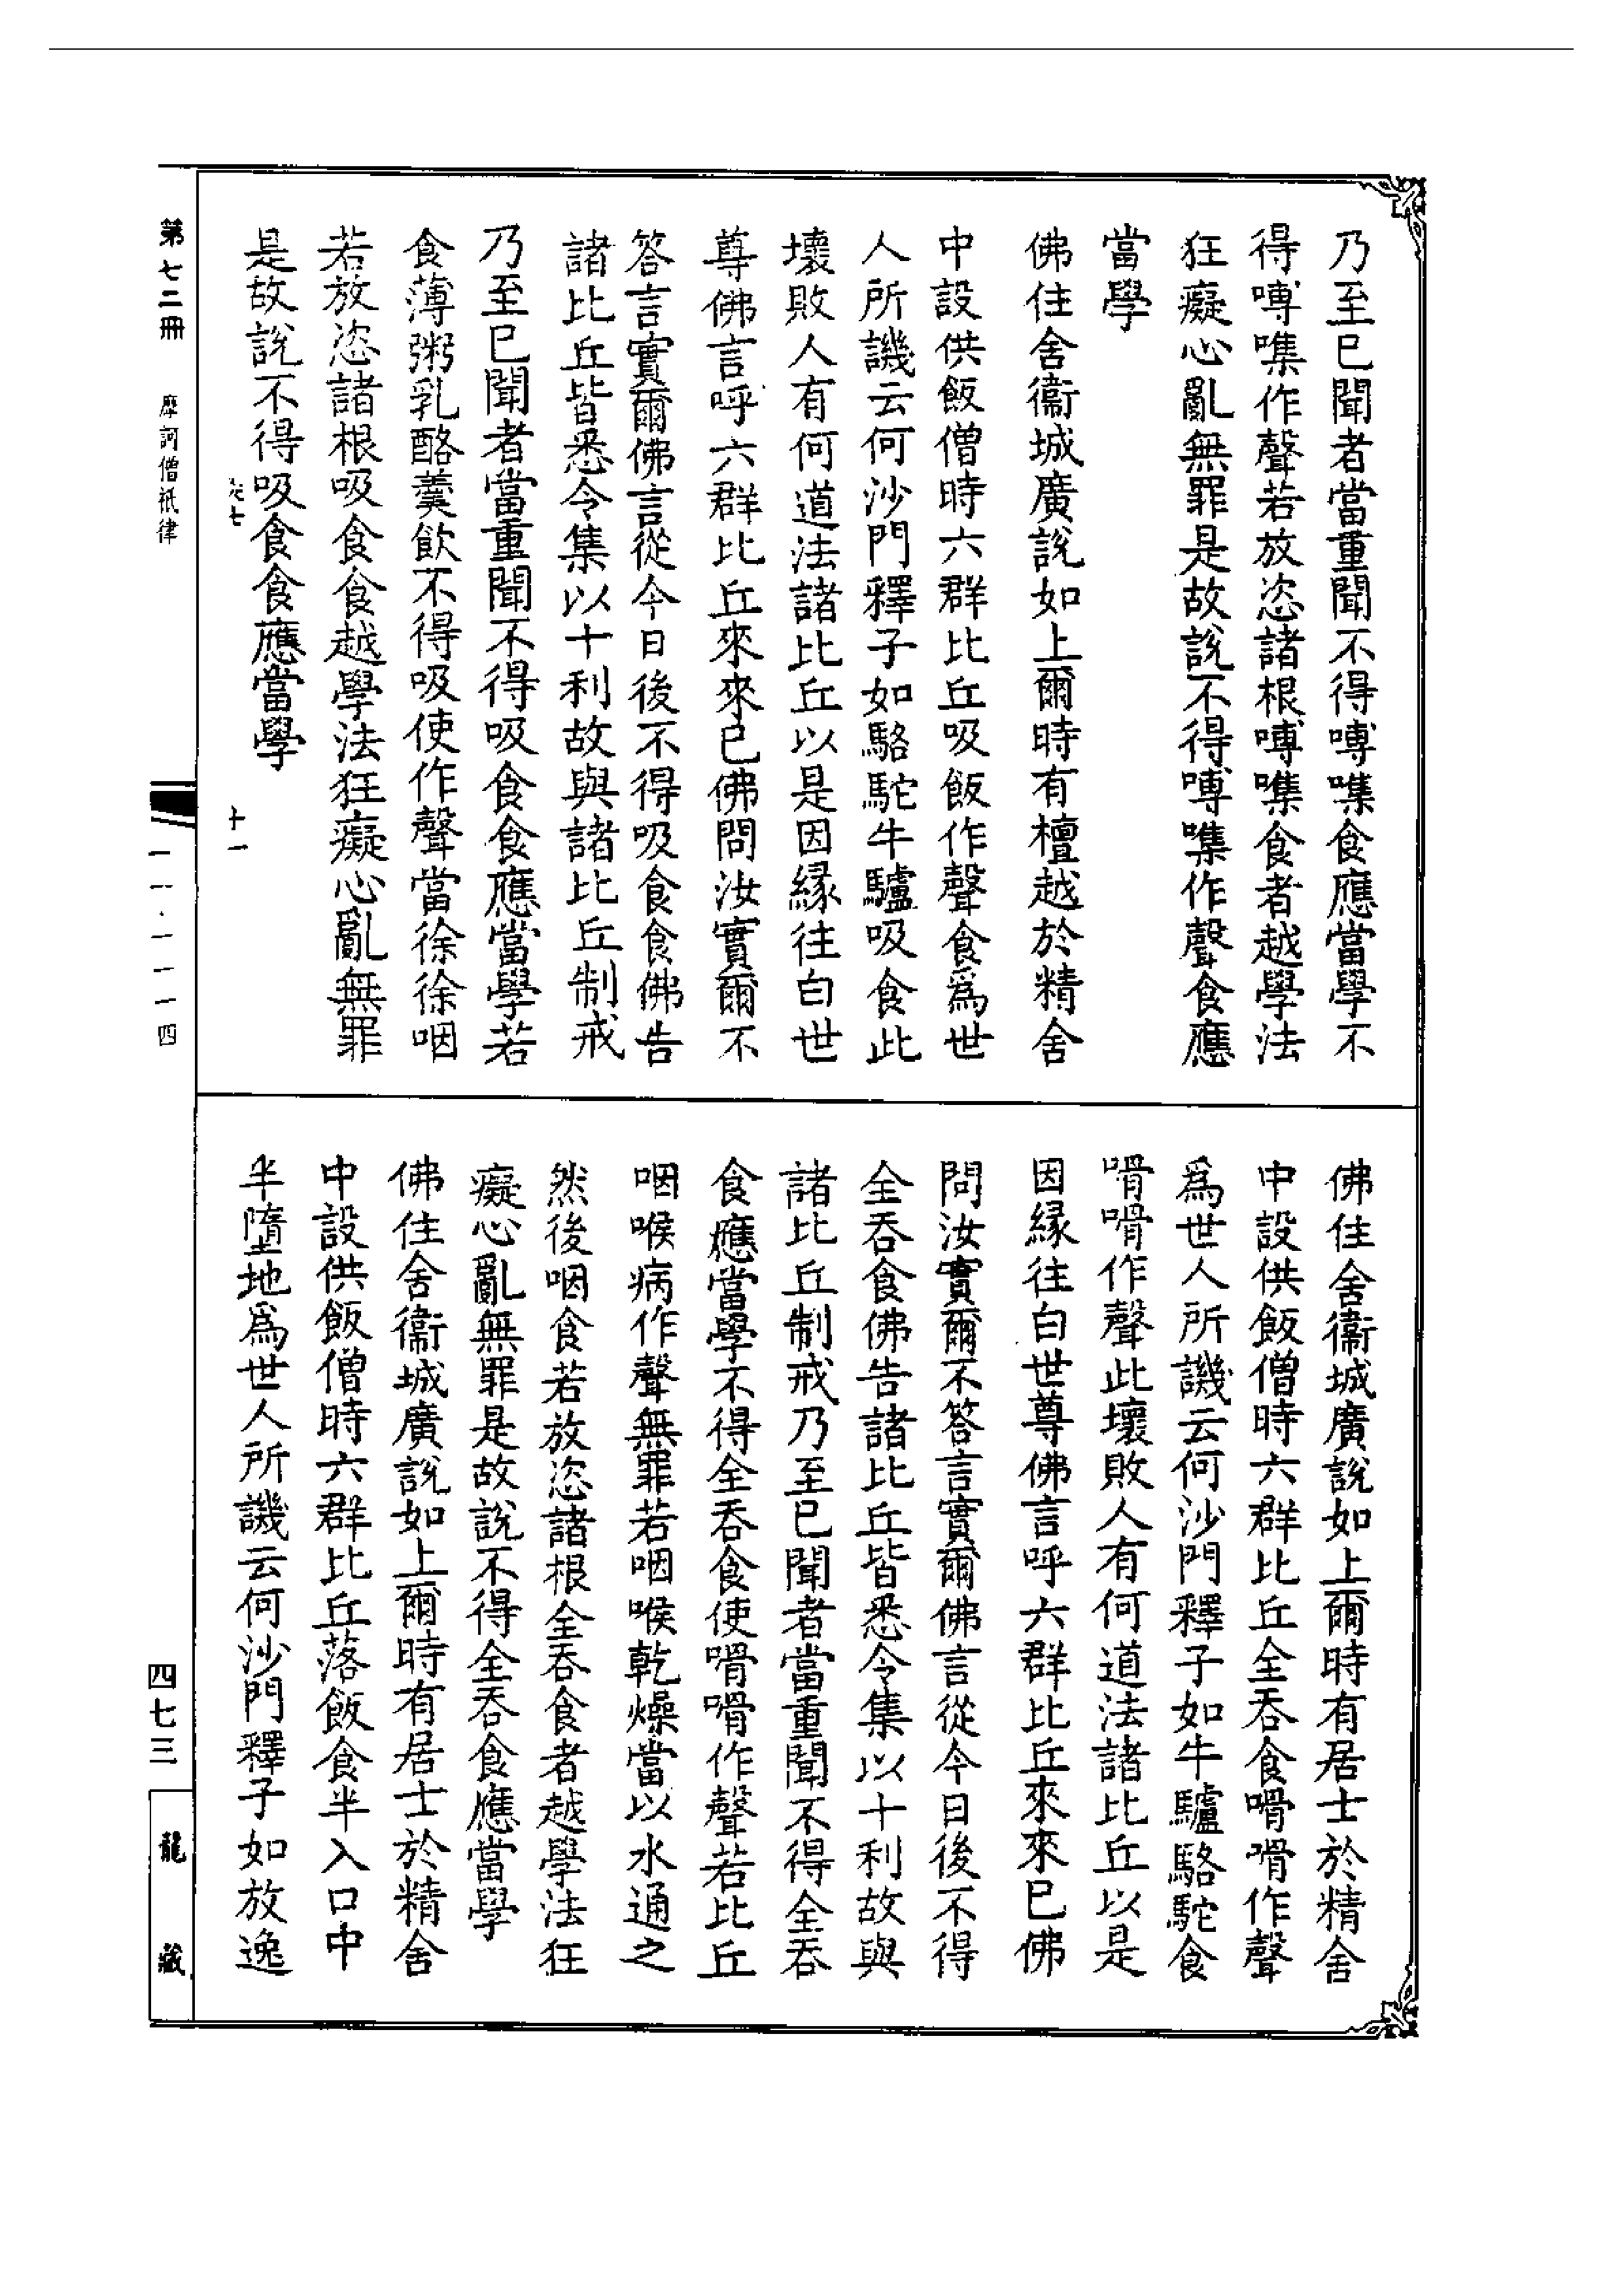 乃至已聞者當重聞不得嚩噍食應當學不
得嚩噍作聲若放恣諸根嚩噍食者越學法
狂癡心亂無罪是故說不得嚩噍作聲食應
當學
佛住舍衞城廣說如上爾時有檀越於精舍
中設供飯僧時六群比丘吸飯作聲食爲世
人所譏云何沙門釋子如駱駝牛驢吸食此
壞敗人有何道法諸比丘以是因緣往白世
尊佛言呼六群比丘來來已佛問汝實爾不
答言實爾佛言從今日後不得吸食食佛告
諸比丘皆悉令集以十利故與諸比丘制戒
乃至已聞者當重聞不得吸食食應當學若
食薄粥乳酪羹飲不得吸使作聲當徐徐咽
若放恣諸根吸食食越學法狂癡心亂無罪
是故說不得吸食食應當學
佛住舍衞城廣說如上爾時有居士於精舍
中設供飯僧時六群比丘全吞食嗗嗗作聲
爲世人所譏云何沙門釋子如牛驢駱駝食
嗗嗗作聲此壞敗人有何道法諸比丘以是
因緣往白世尊佛言呼六群比丘來來已佛
問汝實爾不答言實爾佛言從今日後不得
全吞食佛告諸比丘皆悉令集以十利故與
諸比丘制戒乃至已聞者當重聞不得全吞
食應當學不得全吞食使嗗嗗作聲若比丘
咽喉病作聲無罪若咽喉乾燥當以水通之
然後咽食若放恣諸根全吞食者越學法狂
癡心亂無罪是故說不得全吞食應當學
佛住舍衞城廣說如上爾時有居士於精舍
中設供飯僧時六群比丘落飯食半入口中
半墮地爲世人所譏云何沙門釋子如放逸
十一
第七二冊 摩訶僧祇律
一一·一一一四
四七三
龍藏